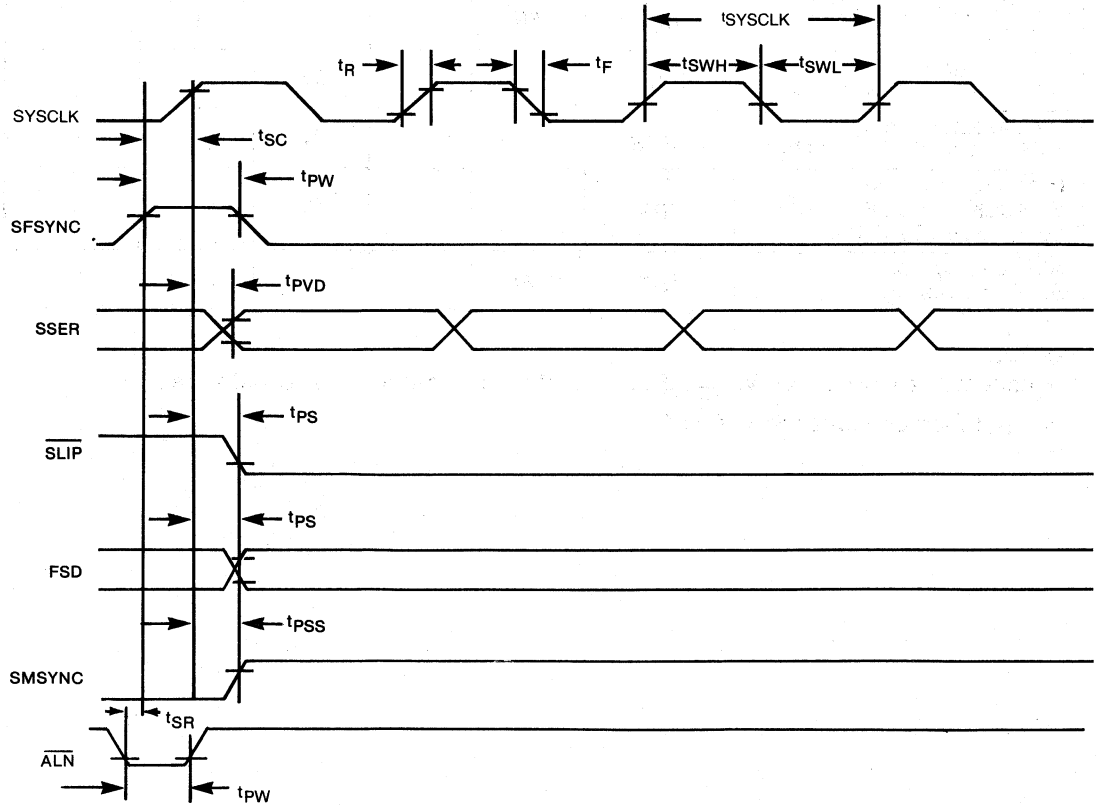 tSYSCLK
tR
tF
tSWH
tSWL
SYSCLK
tSC
tPW
SFSYNC
tPVD
SSER
tPS
SLIP
tPS
FSD
tPSS
SMSYNC
tSR
ALN
tPW